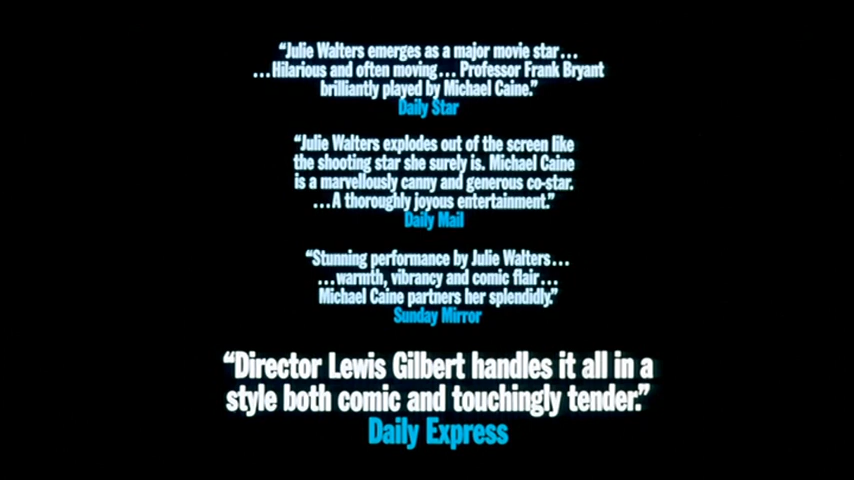 “Julie Walters emerges as a major movie star...
...Hilarious and often moving... Professor Frank Bryant
brilliantly played by Michael Caine.”
Daily Star
“Julie Walters explodes out of the screen like
the shooting star she surely is. Michael Caine
is a marvellously canny and generous co-star.
...A thoroughly joyous entertainment.”
Daily Mail
“Stunning performance by Julie Walters...
...warmth, vibrancy and comic flair...
Michael Caine partners her splendidly.”
Sunday Mirror
“Director Lewis Gilbert handles it all in a
style both comic and touchingly tender.”
Daily Express